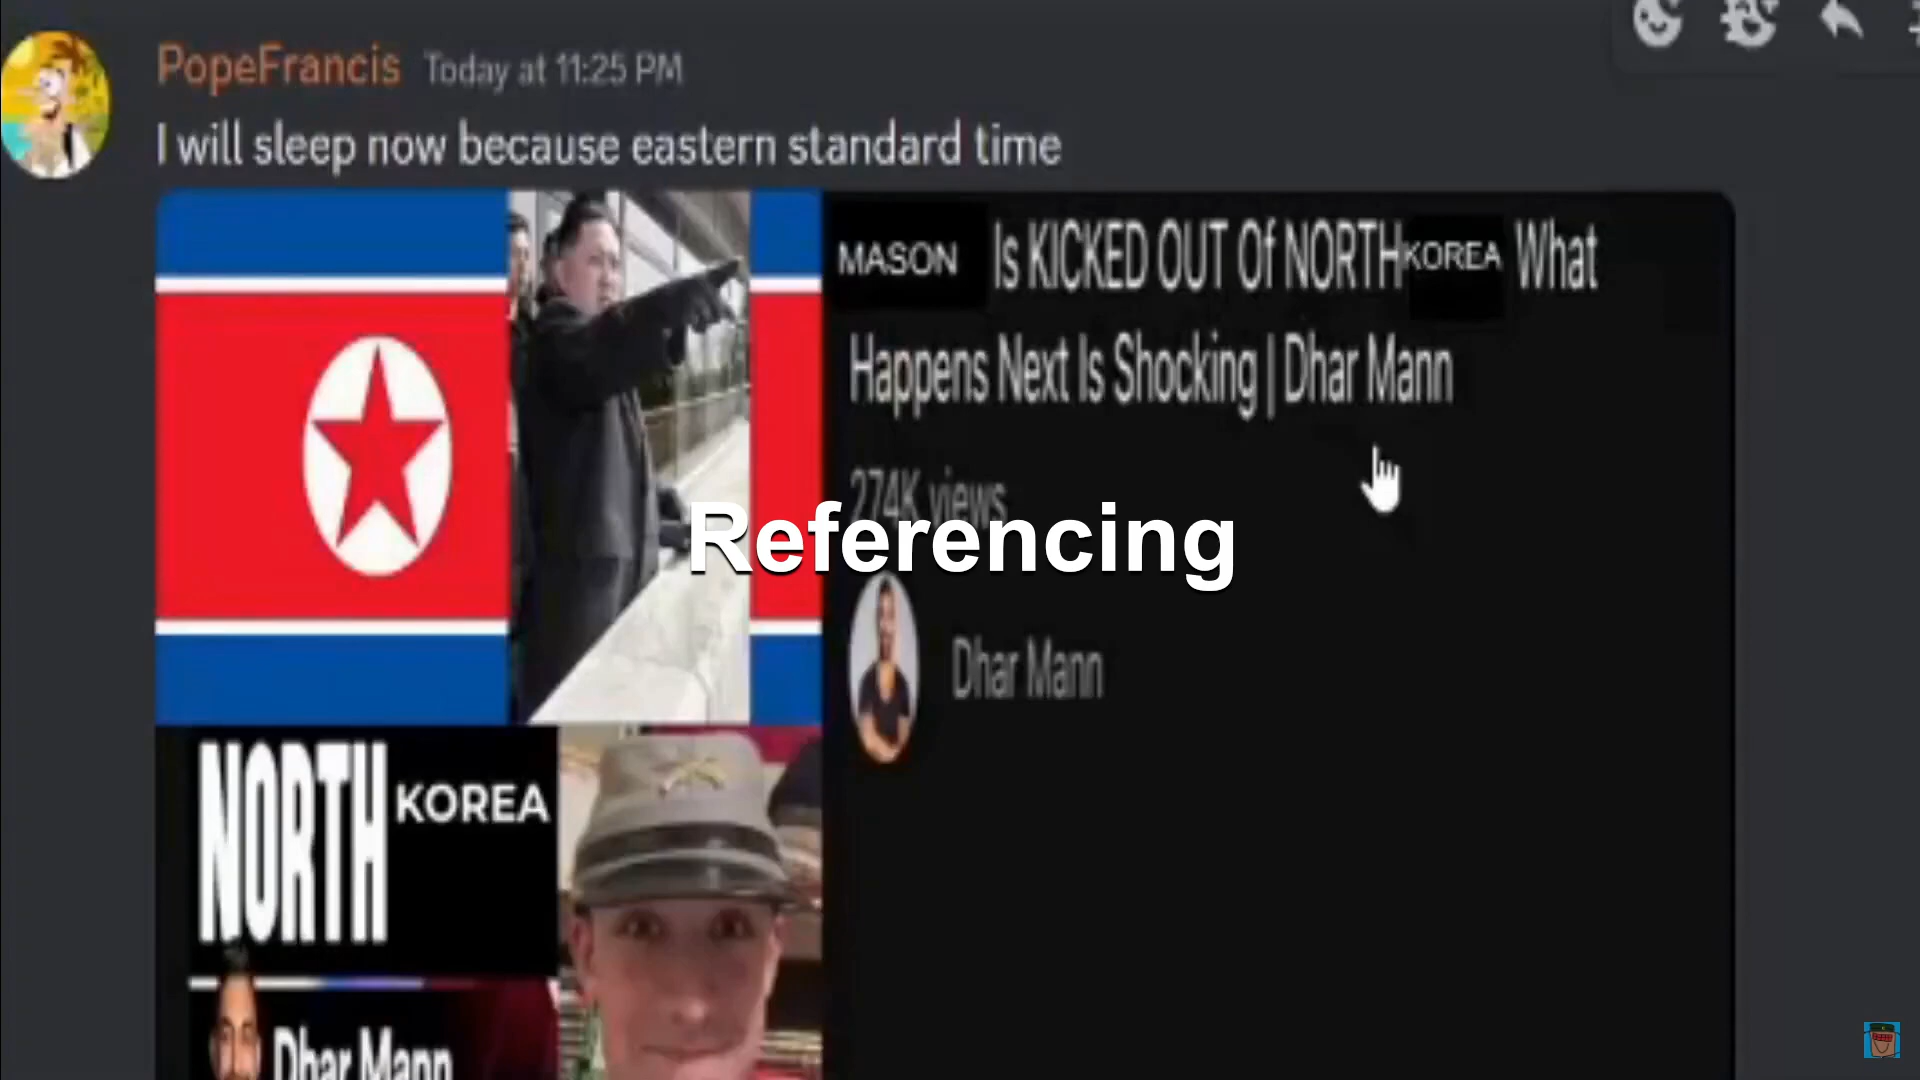 PopeFrancis Today at 11:25 PM
I will sleep now because eastern standard time
MASON Is KICKED OUT Of NORTH KOREA What
Happens Next Is Shocking | Dhar Mann
274K views
Referencing
Dhar Mann
NORTH KOREA
Dhar Mann